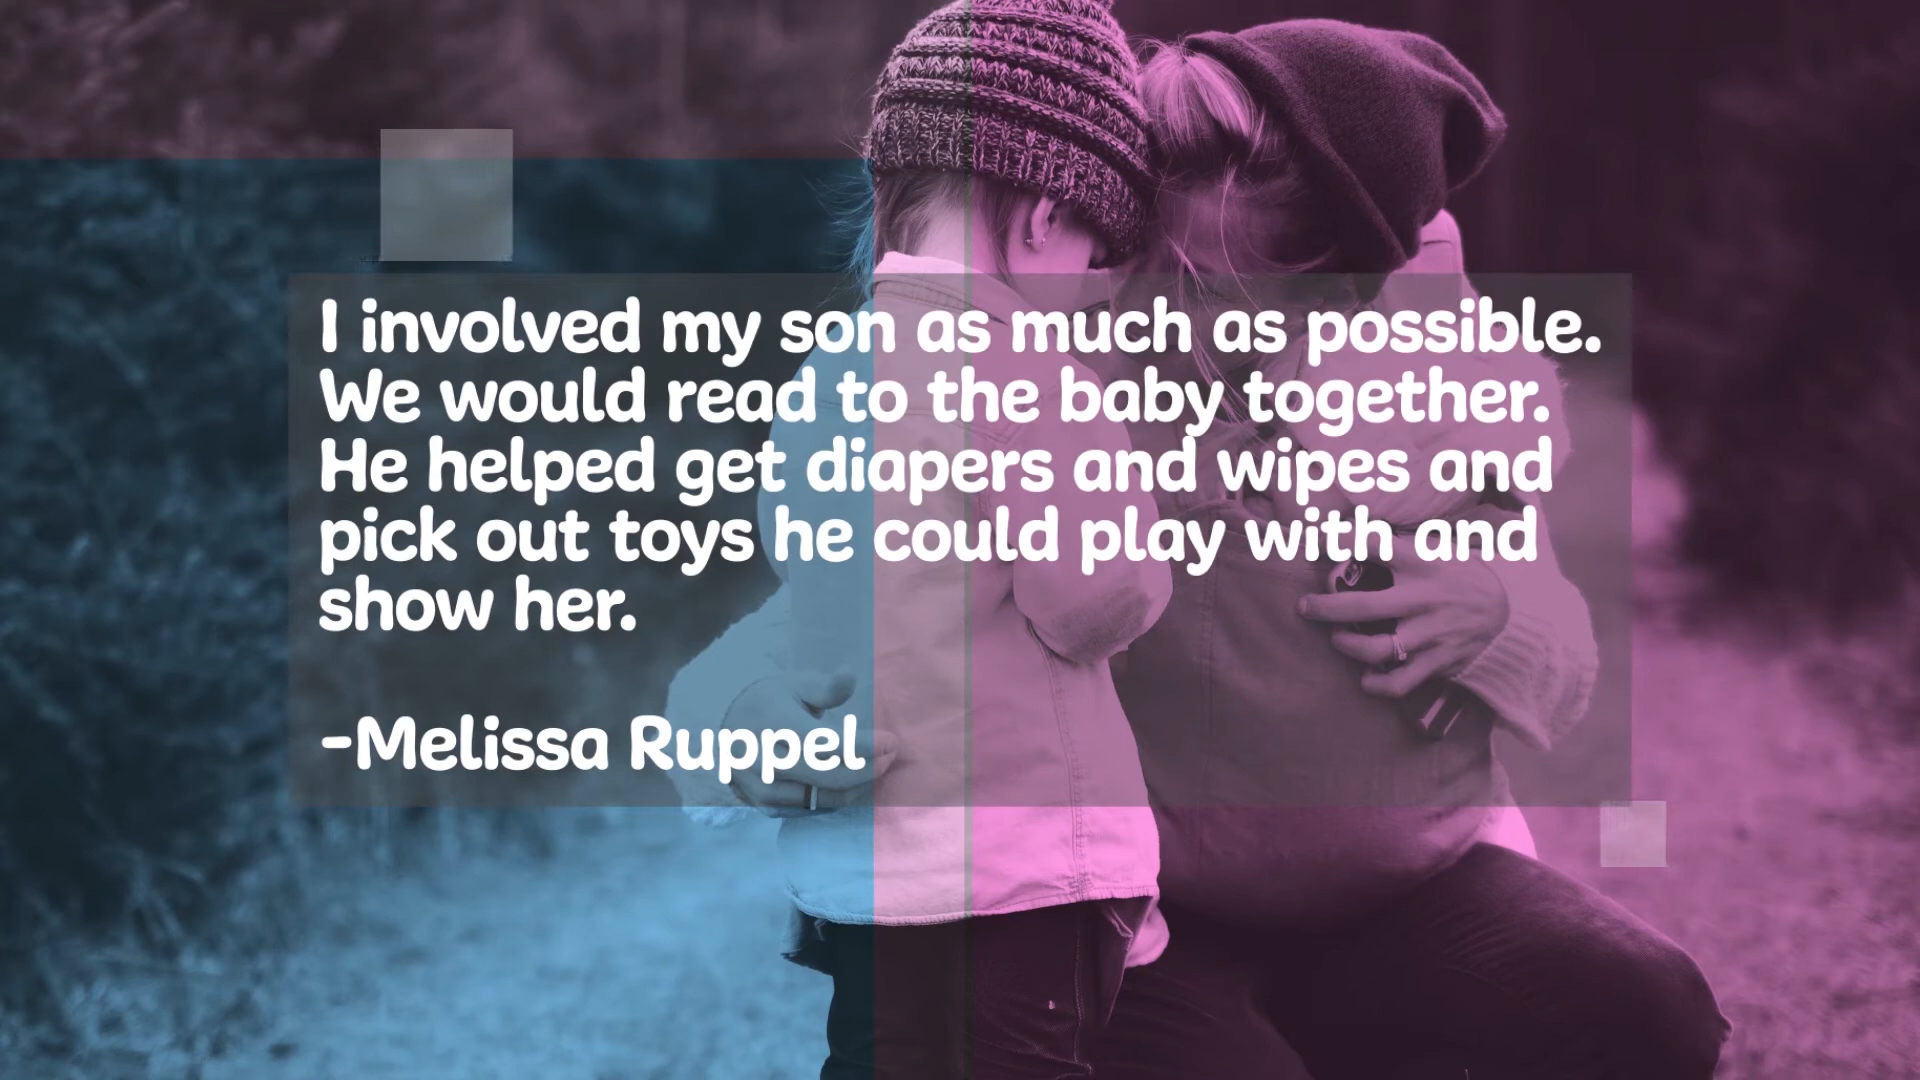 I involved my son as much as possible.
We would read to the baby together.
He helped get diapers and wipes and
pick out toys he could play with and
show her.
-Melissa Ruppel